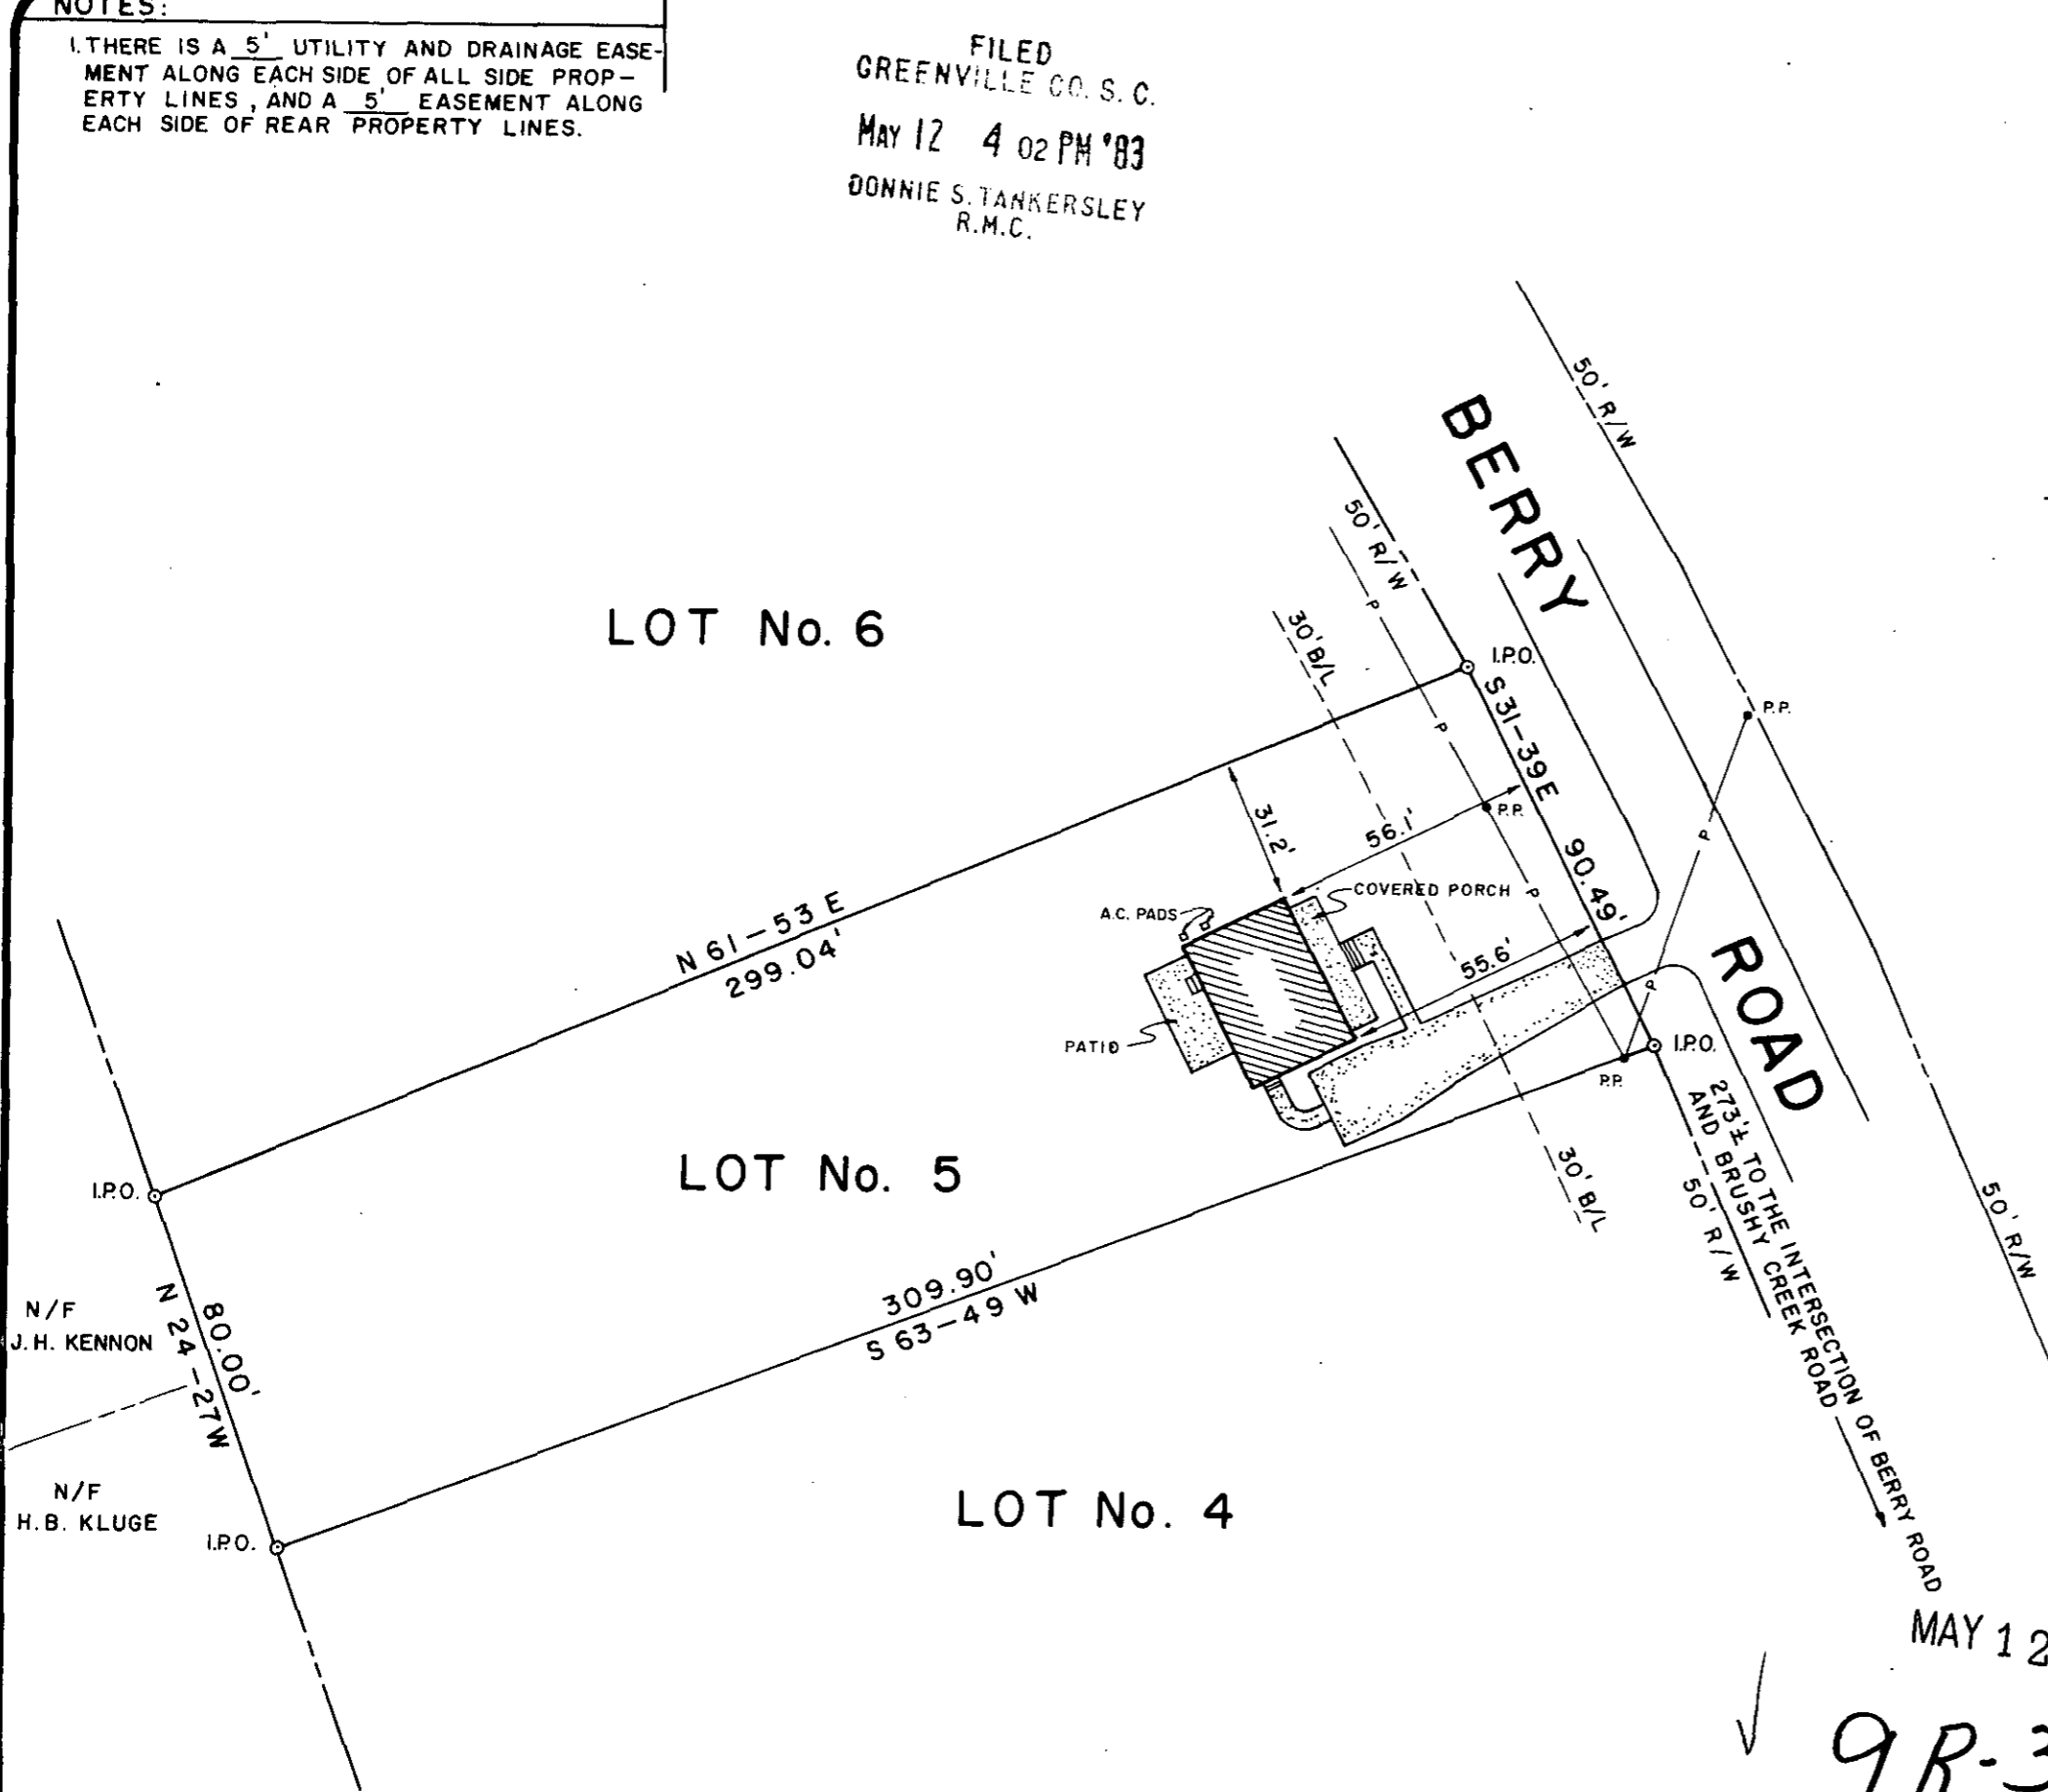 NOTES:
1. THERE IS A 5' UTILITY AND DRAINAGE EASE-
MENT ALONG EACH SIDE OF ALL SIDE PROP-
ERTY LINES, AND A 5' EASEMENT ALONG
EACH SIDE OF REAR PROPERTY LINES.
FILED
GREENVILLE CO. S. C.
MAY 12 4 02 PM '83
DONNIE S. TANKERSLEY
R.M.C.
50' R/W
BERRY
50' R/W
30' B/L
LOT No. 6
P
I.P.O.
S 31-39 E
P
P.P.
31.2'
56.1'
P.P.
P
90.49'
COVERED PORCH
P
A.C. PADS
N 61-53 E
299.04'
55.6'
ROAD
P
PATIO
I.P.O.
P.P.
273'± TO THE INTERSECTION OF BERRY ROAD
AND BRUSHY CREEK ROAD
LOT No. 5
30' B/L
50' R/W
50' R/W
I.P.O.
309.90'
S 63-49 W
N/F
J.H. KENNON
80.00'
N 24-27W
N/F
H.B. KLUGE
I.P.O.
LOT No. 4
MAY 12
9R-3